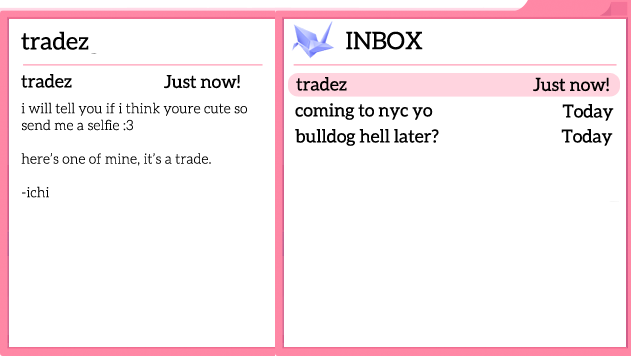 tradez
tradez Just now!
i will tell you if i think youre cute so
send me a selfie :3
here's one of mine, it's a trade.
-ichi
INBOX
tradez Just now!
coming to nyc yo Today
bulldog hell later? Today